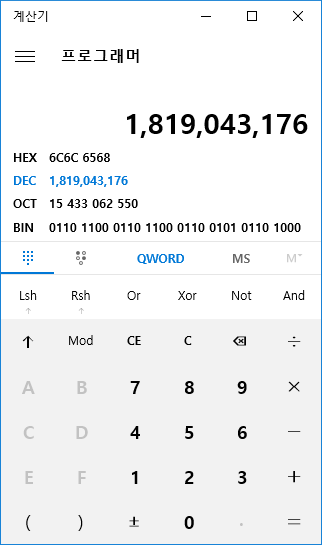 계산기
프로그래머
1,819,043,176
HEX 6C6C 6568
DEC 1,819,043,176
OCT 15 433 062 550
BIN 0110 1100 0110 1100 0110 0101 0110 1000
QWORD MS M˅
Lsh Rsh Or Xor Not And
↑ Mod CE C ⌫ ÷
A B 7 8 9 ×
C D 4 5 6 −
E F 1 2 3 +
( ) ± 0 . =